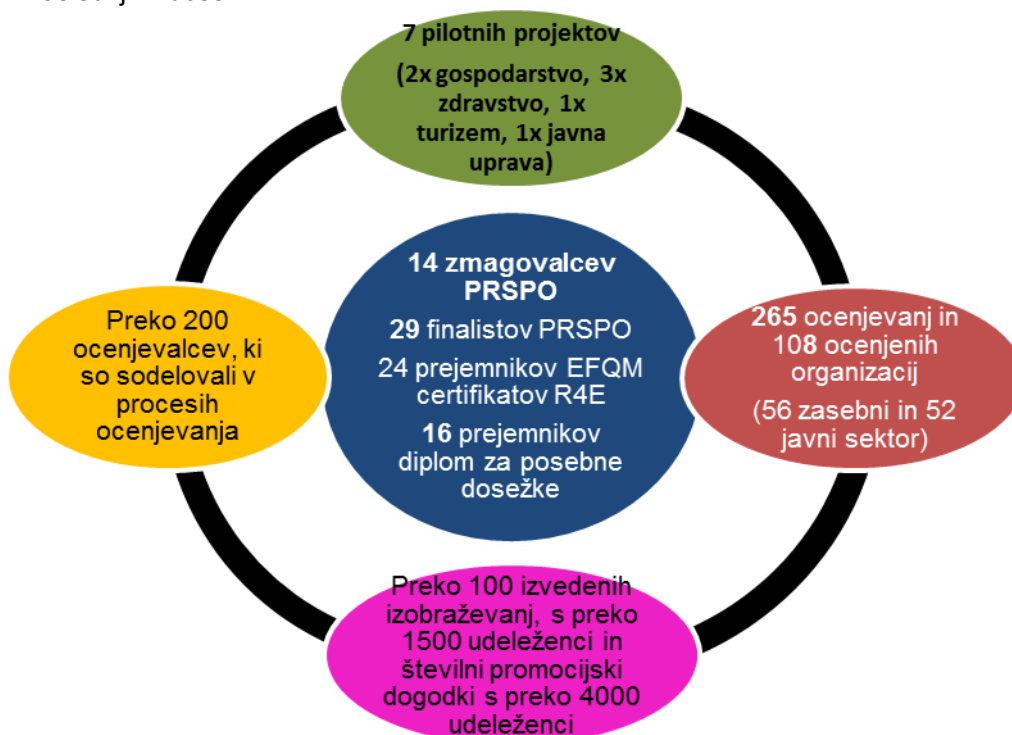 7 pilotnih projektov
(2x gospodarstvo, 3x
zdravstvo, 1x
turizem, 1x javna
uprava)
14 zmagovalcev
PRSPO
29 finalistov PRSPO
24 prejemnikov EFQM
certifikatov R4E
16 prejemnikov
diplom za posebne
dosežke
Preko 200
ocenjevalcev, ki
so sodelovali v
procesih
ocenjevanja
265 ocenjevanj in
108 ocenjenih
organizacij
(56 zasebni in 52
javni sektor)
Preko 100 izvedenih
izobraževanj, s preko
1500 udeleženci in
številni promocijski
dogodki s preko 4000
udeleženci